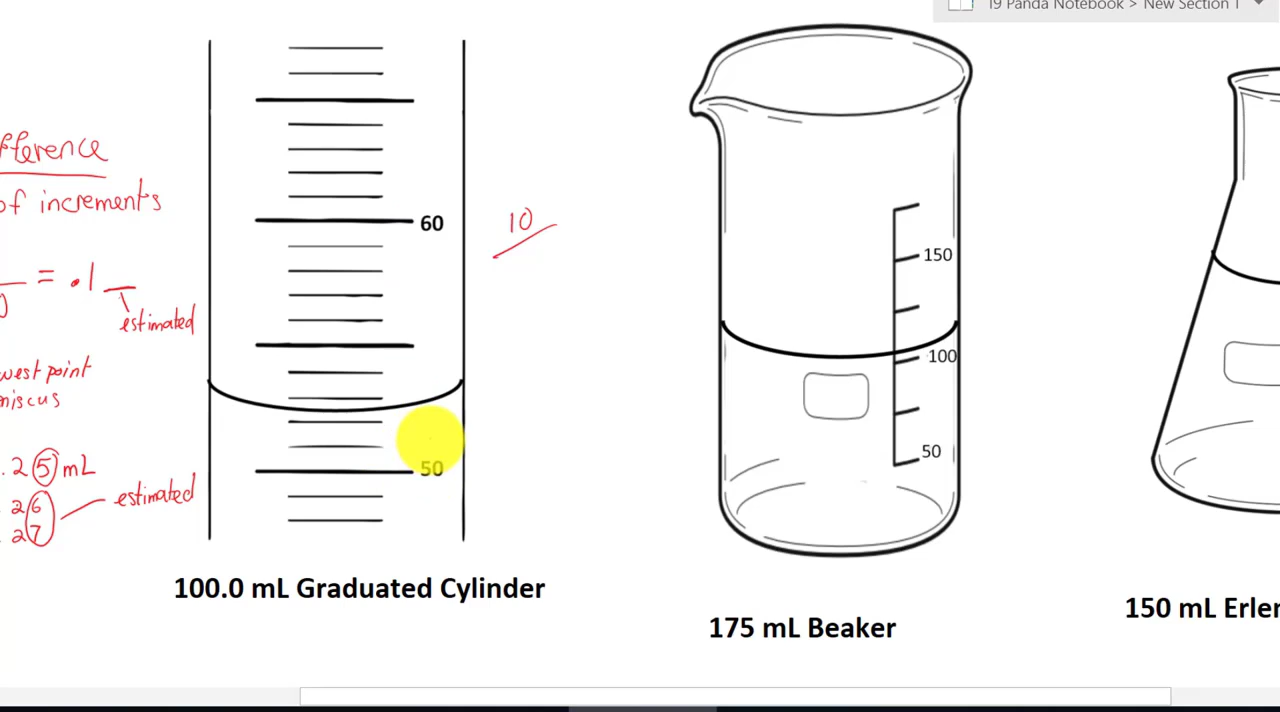 19 Panda Notebook > New Section 1
fference
of increments
= .1
estimated
west point
niscus
. 2 5 mL
26
27
estimated
60
10
50
150
100
50
100.0 mL Graduated Cylinder
175 mL Beaker
150 mL Erlen